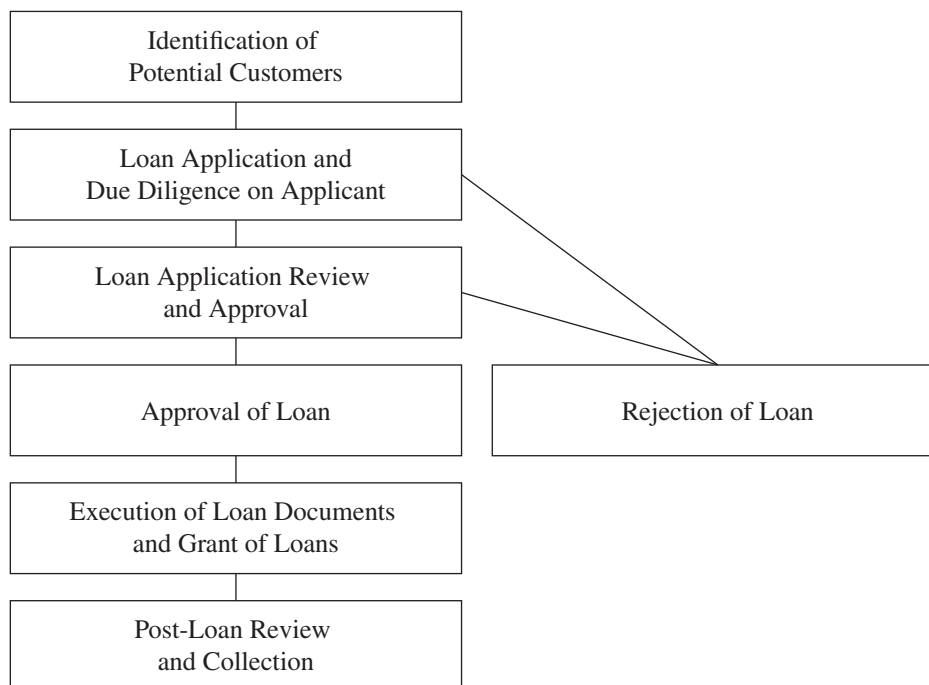 Identification of
Potential Customers
Loan Application and
Due Diligence on Applicant
Loan Application Review
and Approval
Approval of Loan
Rejection of Loan
Execution of Loan Documents
and Grant of Loans
Post-Loan Review
and Collection